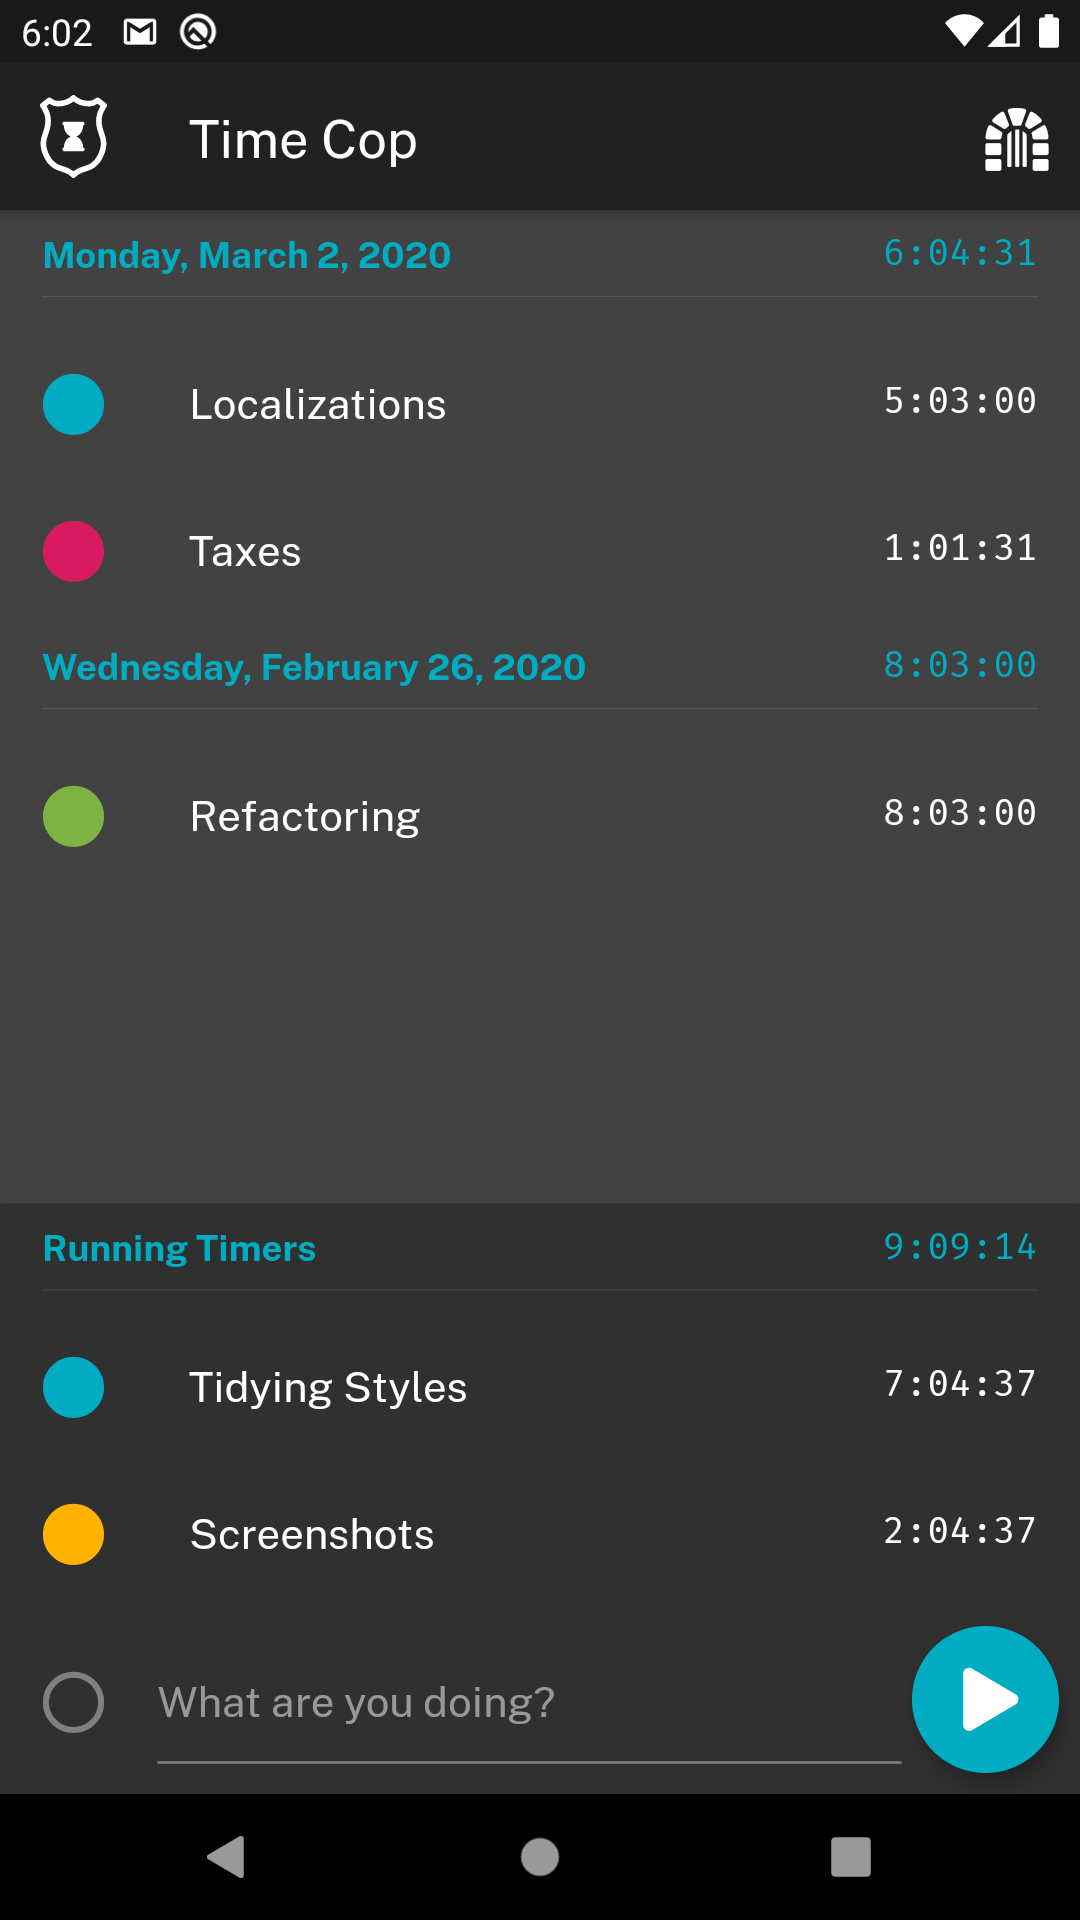 6:02
Time Cop
Monday, March 2, 2020 6:04:31
Localizations 5:03:00
Taxes 1:01:31
Wednesday, February 26, 2020 8:03:00
Refactoring 8:03:00
Running Timers 9:09:14
Tidying Styles 7:04:37
Screenshots 2:04:37
What are you doing?